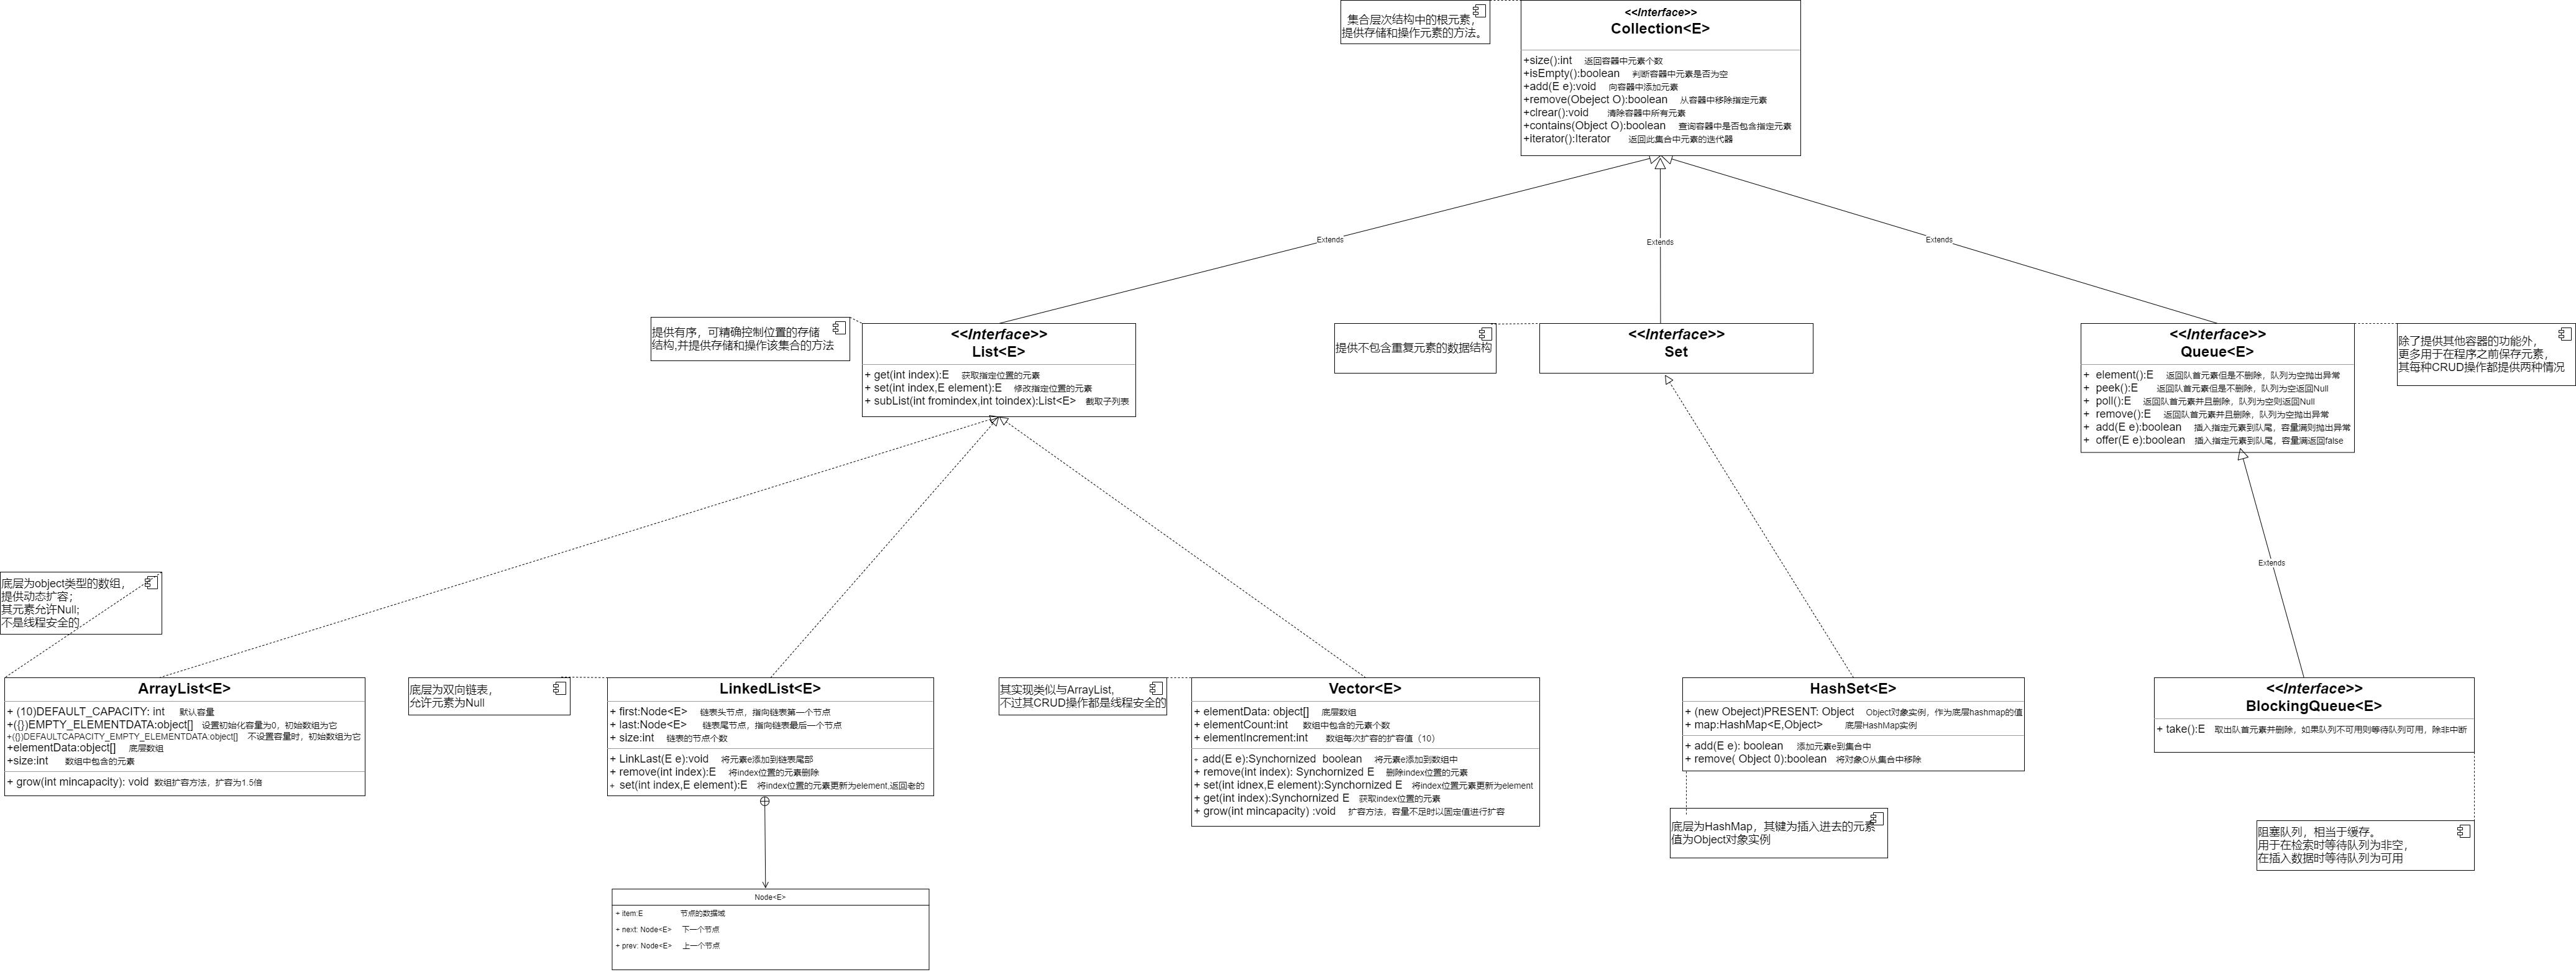 集合层次结构中的根元素，
提供存储和操作元素的方法。
<<Interface>>
Collection<E>
+size():int 返回容器中元素个数
+isEmpty():boolean 判断容器中元素是否为空
+add(E e):void 向容器中添加元素
+remove(Obeject O):boolean 从容器中移除指定元素
+clrear():void 清除容器中所有元素
+contains(Object O):boolean 查询容器中是否包含指定元素
+iterator():Iterator 返回此集合中元素的迭代器
Extends
Extends
Extends
提供有序，可精确控制位置的存储
结构,并提供存储和操作该集合的方法
<<Interface>>
List<E>
+ get(int index):E 获取指定位置的元素
+ set(int index,E element):E 修改指定位置的元素
+ subList(int fromindex,int toindex):List<E> 截取子列表
提供不包含重复元素的数据结构
<<Interface>>
Set
<<Interface>>
Queue<E>
+ element():E 返回队首元素但是不删除，队列为空抛出异常
+ peek():E 返回队首元素但是不删除，队列为空返回Null
+ poll():E 返回队首元素并且删除，队列为空则返回Null
+ remove():E 返回队首元素并且删除，队列为空抛出异常
+ add(E e):boolean 插入指定元素到队尾，容量满则抛出异常
+ offer(E e):boolean 插入指定元素到队尾，容量满返回false
除了提供其他容器的功能外，
更多用于在程序之前保存元素，
其每种CRUD操作都提供两种情况
Extends
底层为object类型的数组，
提供动态扩容；
其元素允许Null;
不是线程安全的
ArrayList<E>
+ (10)DEFAULT_CAPACITY: int 默认容量
+({})EMPTY_ELEMENTDATA:object[] 设置初始化容量为0，初始数组为它
+({})DEFAULTCAPACITY_EMPTY_ELEMENTDATA:object[] 不设置容量时，初始数组为它
+elementData:object[] 底层数组
+size:int 数组中包含的元素
+ grow(int mincapacity): void 数组扩容方法，扩容为1.5倍
底层为双向链表，
允许元素为Null
LinkedList<E>
+ first:Node<E> 链表头节点，指向链表第一个节点
+ last:Node<E> 链表尾节点，指向链表最后一个节点
+ size:int 链表的节点个数
+ LinkLast(E e):void 将元素e添加到链表尾部
+ remove(int index):E 将index位置的元素删除
+ set(int index,E element):E 将index位置的元素更新为element,返回老的
Node<E>
+ item:E 节点的数据域
+ next: Node<E> 下一个节点
+ prev: Node<E> 上一个节点
其实现类似与ArrayList,
不过其CRUD操作都是线程安全的
Vector<E>
+ elementData: object[] 底层数组
+ elementCount:int 数组中包含的元素个数
+ elementIncrement:int 数组每次扩容的扩容值（10）
+ add(E e):Synchornized boolean 将元素e添加到数组中
+ remove(int index): Synchornized E 删除index位置的元素
+ set(int idnex,E element):Synchornized E 将index位置元素更新为element
+ get(int index):Synchornized E 获取index位置的元素
+ grow(int mincapacity) :void 扩容方法，容量不足时以固定值进行扩容
HashSet<E>
+ (new Obeject)PRESENT: Object Object对象实例，作为底层hashmap的值
+ map:HashMap<E,Object> 底层HashMap实例
+ add(E e): boolean 添加元素e到集合中
+ remove( Object 0):boolean 将对象O从集合中移除
底层为HashMap，其键为插入进去的元素
值为Object对象实例
<<Interface>>
BlockingQueue<E>
+ take():E 取出队首元素并删除，如果队列不可用则等待队列可用，除非中断
阻塞队列，相当于缓存。
用于在检索时等待队列为非空，
在插入数据时等待队列为可用